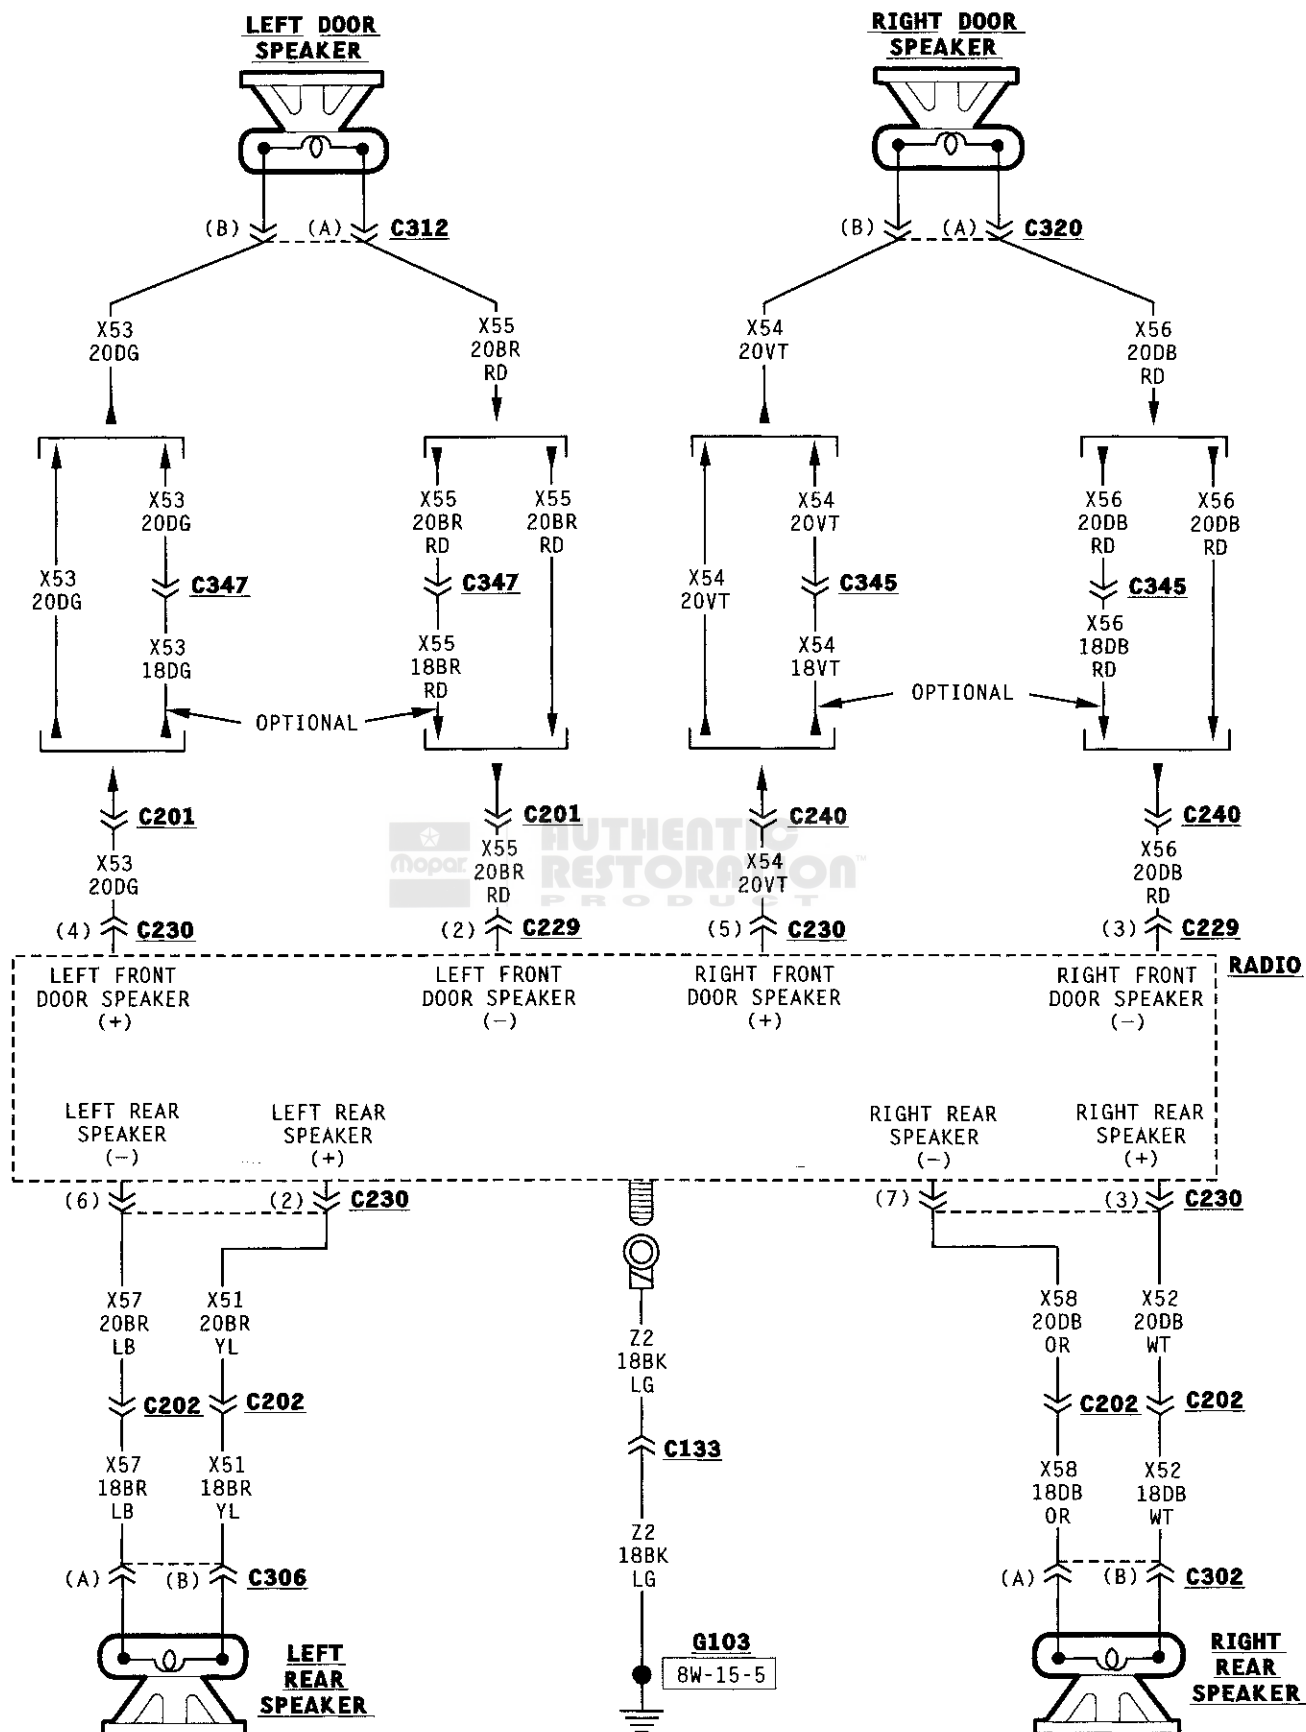 LEFT DOOR
SPEAKER
RIGHT DOOR
SPEAKER
(B)
(A)
C312
(B)
(A)
C320
X53
20DG
X55
20BR
RD
X54
20VT
X56
20DB
RD
X53
20DG
X53
20DG
C347
X53
18DG
X55
20BR
RD
C347
X55
18BR
RD
X55
20BR
RD
X54
20VT
X54
20VT
C345
X54
18VT
X56
20DB
RD
C345
X56
18DB
RD
X56
20DB
RD
OPTIONAL
OPTIONAL
C201
X53
20DG
(4)
C230
C201
X55
20BR
RD
(2)
C229
C240
X54
20VT
(5)
C230
C240
X56
20DB
RD
(3)
C229
Mopar
AUTHENTIC
RESTORATION™
PRODUCT
RADIO
LEFT FRONT
DOOR SPEAKER
(+)
LEFT FRONT
DOOR SPEAKER
(−)
RIGHT FRONT
DOOR SPEAKER
(+)
RIGHT FRONT
DOOR SPEAKER
(−)
LEFT REAR
SPEAKER
(−)
LEFT REAR
SPEAKER
(+)
RIGHT REAR
SPEAKER
(−)
RIGHT REAR
SPEAKER
(+)
(6)
(2)
C230
(7)
(3)
C230
X57
20BR
LB
X51
20BR
YL
Z2
18BK
LG
X58
20DB
OR
X52
20DB
WT
C202
C202
C133
C202
C202
X57
18BR
LB
X51
18BR
YL
Z2
18BK
LG
X58
18DB
OR
X52
18DB
WT
(A)
(B)
C306
(A)
(B)
C302
LEFT
REAR
SPEAKER
G103
8W-15-5
RIGHT
REAR
SPEAKER